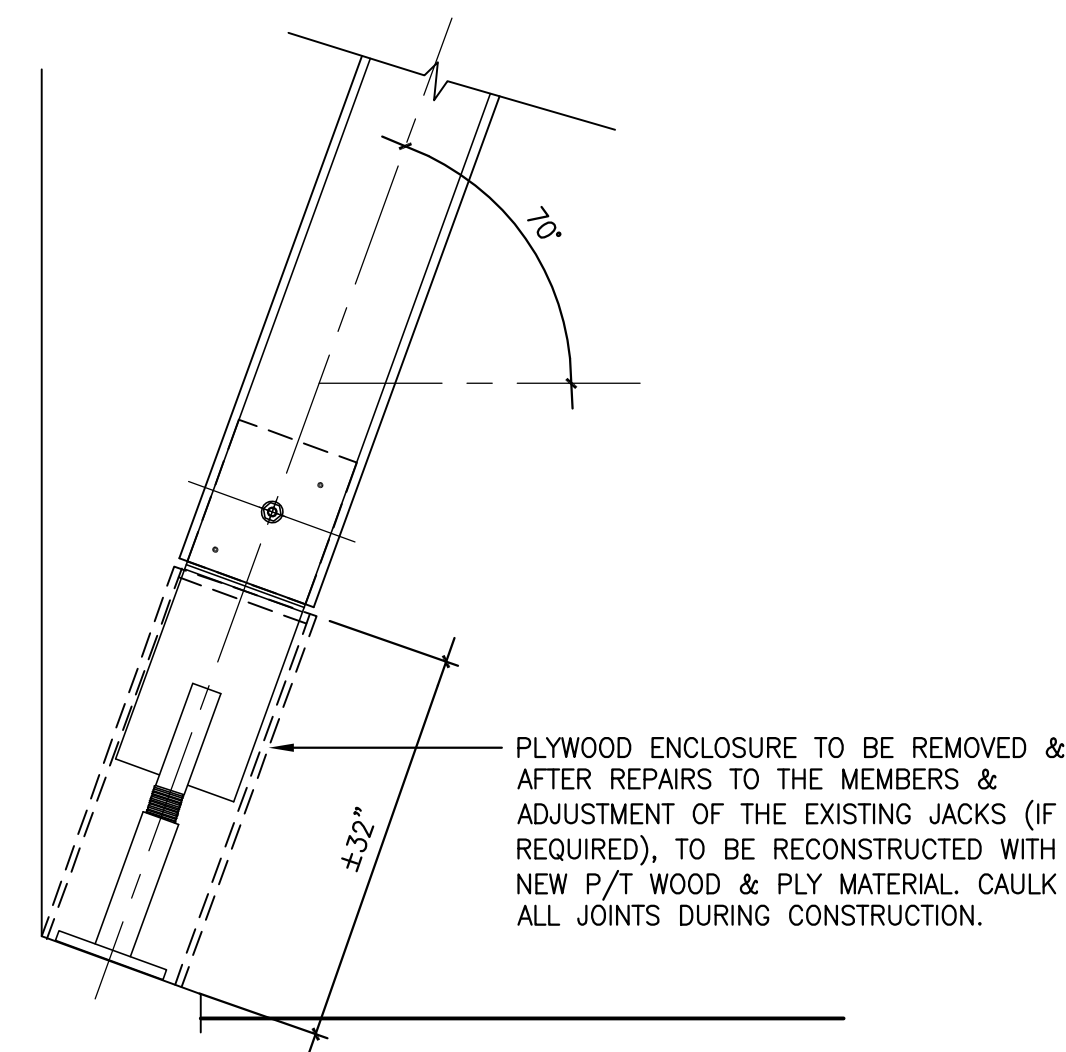 70°
±32”
PLYWOOD ENCLOSURE TO BE REMOVED &
AFTER REPAIRS TO THE MEMBERS &
ADJUSTMENT OF THE EXISTING JACKS (IF
REQUIRED), TO BE RECONSTRUCTED WITH
NEW P/T WOOD & PLY MATERIAL. CAULK
ALL JOINTS DURING CONSTRUCTION.